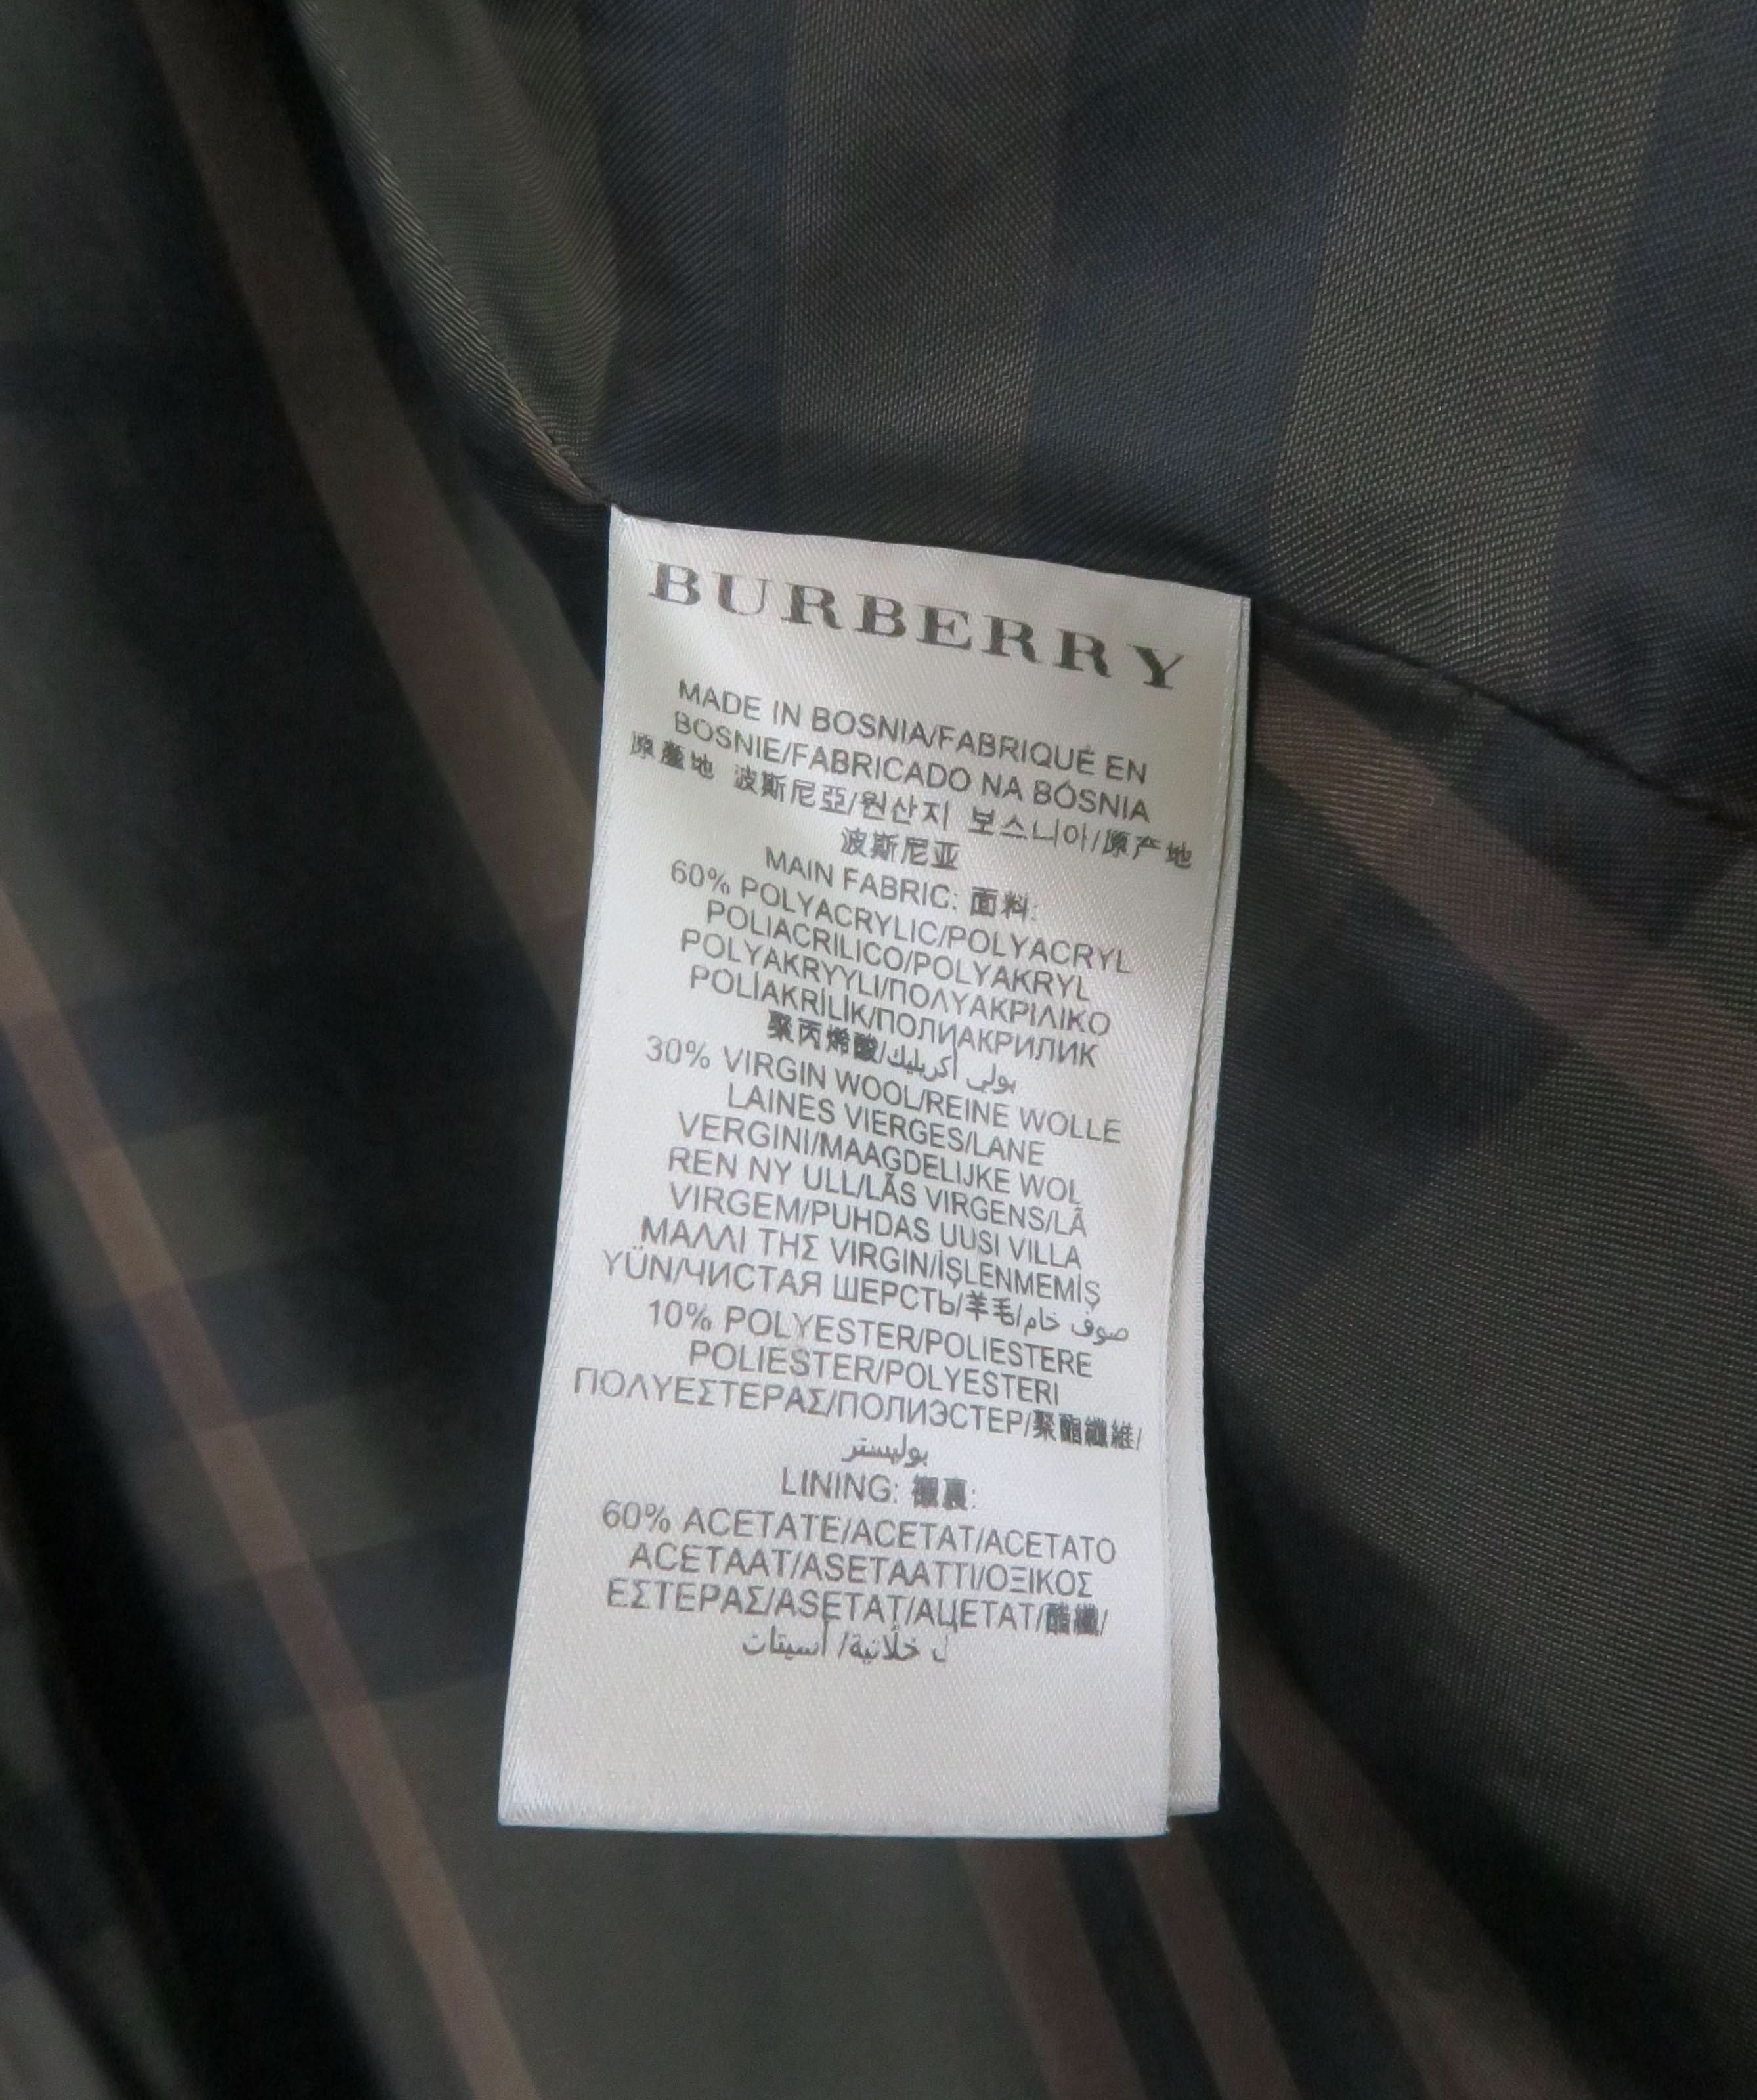 BURBERRY
MADE IN BOSNIA/FABRIQUÉ EN
BOSNIE/FABRICADO NA BÓSNIA
原產地 波斯尼亞/원산지 보스니아/原产地
波斯尼亚
MAIN FABRIC: 面料:
60% POLYACRYLIC/POLYACRYL
POLIACRILICO/POLYAKRYL
POLYAKRYYLI/ΠΟΛΥΑΚΡΙΛΙΚΟ
POLİAKRİLİK/ПОЛИАКРИЛИК
聚丙烯酸/بولي أكريليك
30% VIRGIN WOOL/REINE WOLLE
LAINES VIERGES/LANE
VERGINI/MAAGDELIJKE WOL
REN NY ULL/LÃS VIRGENS/LÃ
VIRGEM/PUHDAS UUSI VILLA
ΜΑΛΛΙ ΤΗΣ VIRGIN/İŞLENMEMİŞ
YÜN/ЧИСТАЯ ШЕРСТЬ/羊毛/صوف خام
10% POLYESTER/POLIESTERE
POLIESTER/POLYESTERI
ΠΟΛΥΕΣΤΕΡΑΣ/ПОЛИЭСТЕР/聚酯纖維/
بوليستر
LINING: 襯裏:
60% ACETATE/ACETAT/ACETATO
ACETAAT/ASETAATTI/ΟΞΙΚΟΣ
ΕΣΤΕΡΑΣ/ASETAT/АЦЕТАТ/醋纖/
ل خلاتية/ أسيتات